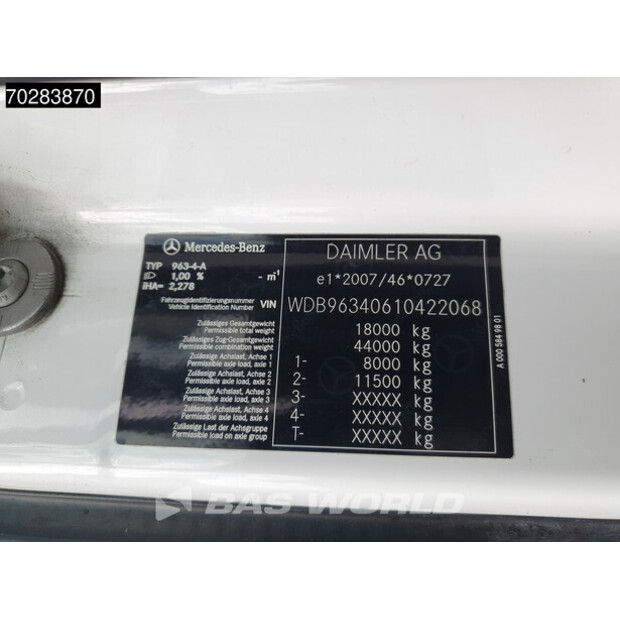 70283870
Mercedes-Benz
DAIMLER AG
TYP 963-4-A
1,00 % - m⁻¹
iHA= 2,278
e1*2007/46*0727
Fahrzeugidentifizierungsnummer
Vehicle Identification Number VIN
WDB96340610422068
Zulässiges Gesamtgewicht
Permissible total weight
18000 kg
Zulässiges Zug-Gesamtgewicht
Permissible combination weight
44000 kg
Zulässige Achslast, Achse 1
Permissible axle load, axle 1
1- 8000 kg
Zulässige Achslast, Achse 2
Permissible axle load, axle 2
2- 11500 kg
Zulässige Achslast, Achse 3
Permissible axle load, axle 3
3- XXXXX kg
Zulässige Achslast, Achse 4
Permissible axle load, axle 4
4- XXXXX kg
Zulässige Last der Achsgruppe
Permissible load on axle group
T- XXXXX kg
A 000 584 98 01
BAS WORLD